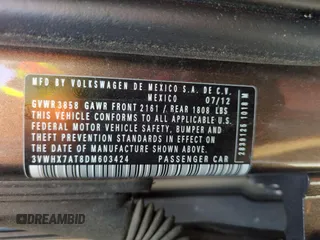 MFD BY VOLKSWAGEN DE MEXICO S.A. DE C.V.
MEXICO 07/12
GVWR3858 GAWR FRONT 2161 / REAR 1808 LBS
THIS VEHICLE CONFORMS TO ALL APPLICABLE U.S.
FEDERAL MOTOR VEHICLE SAFETY, BUMPER AND
THEFT PREVENTION STANDARDS IN EFFECT ON THE
DATE OF MANUFACTURE SHOWN ABOVE
3VWHX7AT8DM603424 PASSENGER CAR
DREAMBID